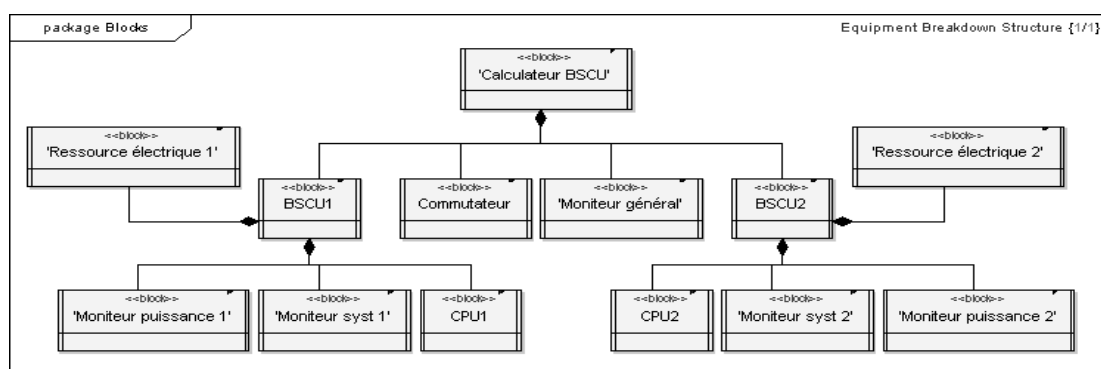 package Blocks
Equipment Breakdown Structure {1/1}
<<block>>
'Calculateur BSCU'
<<block>>
'Ressource électrique 1'
<<block>>
'Ressource électrique 2'
<<block>>
BSCU1
<<block>>
Commutateur
<<block>>
'Moniteur général'
<<block>>
BSCU2
<<block>>
'Moniteur puissance 1'
<<block>>
'Moniteur syst 1'
<<block>>
CPU1
<<block>>
CPU2
<<block>>
'Moniteur syst 2'
<<block>>
'Moniteur puissance 2'